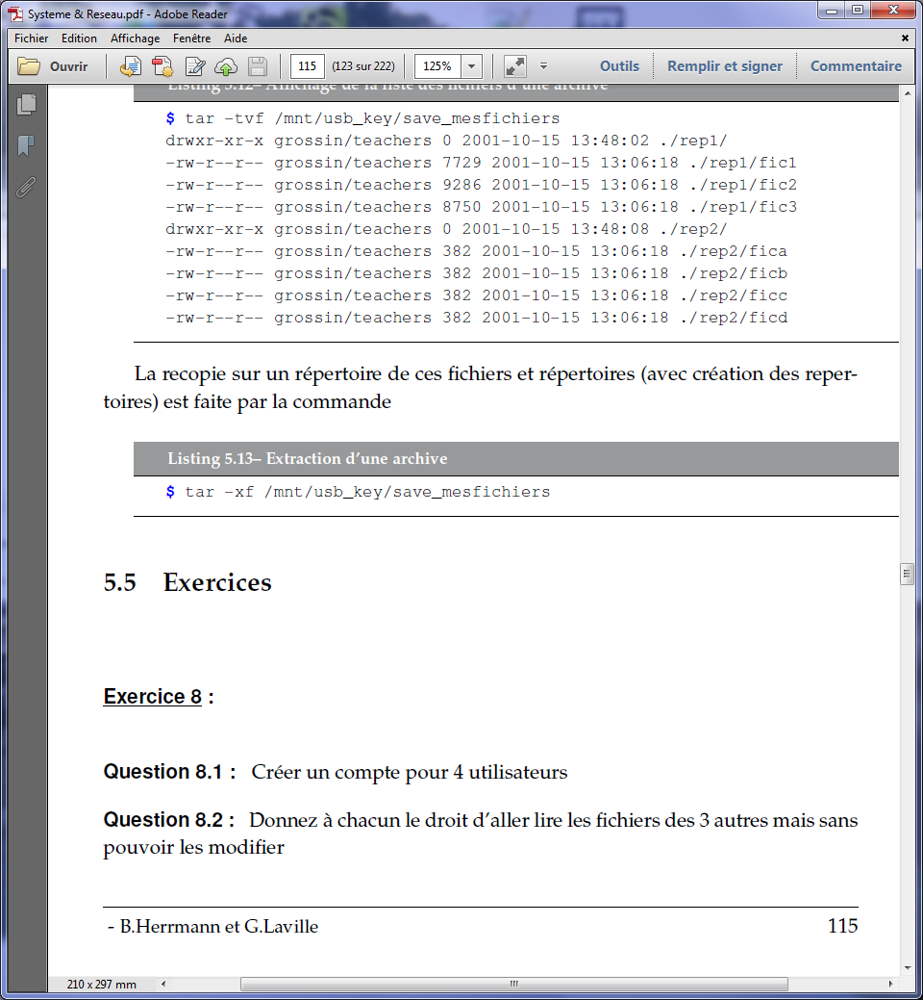 Systeme & Reseau.pdf - Adobe Reader
Fichier Edition Affichage Fenêtre Aide
Ouvrir 115 (123 sur 222) 125% Outils Remplir et signer Commentaire
Listing 5.12– Affichage de la liste des fichiers d'une archive
$ tar -tvf /mnt/usb_key/save_mesfichiers
drwxr-xr-x grossin/teachers 0 2001-10-15 13:48:02 ./rep1/
-rw-r--r-- grossin/teachers 7729 2001-10-15 13:06:18 ./rep1/fic1
-rw-r--r-- grossin/teachers 9286 2001-10-15 13:06:18 ./rep1/fic2
-rw-r--r-- grossin/teachers 8750 2001-10-15 13:06:18 ./rep1/fic3
drwxr-xr-x grossin/teachers 0 2001-10-15 13:48:08 ./rep2/
-rw-r--r-- grossin/teachers 382 2001-10-15 13:06:18 ./rep2/fica
-rw-r--r-- grossin/teachers 382 2001-10-15 13:06:18 ./rep2/ficb
-rw-r--r-- grossin/teachers 382 2001-10-15 13:06:18 ./rep2/ficc
-rw-r--r-- grossin/teachers 382 2001-10-15 13:06:18 ./rep2/ficd
La recopie sur un répertoire de ces fichiers et répertoires (avec création des reper-
toires) est faite par la commande
Listing 5.13– Extraction d'une archive
$ tar -xf /mnt/usb_key/save_mesfichiers
5.5 Exercices
Exercice 8 :
Question 8.1 : Créer un compte pour 4 utilisateurs
Question 8.2 : Donnez à chacun le droit d'aller lire les fichiers des 3 autres mais sans
pouvoir les modifier
- B.Herrmann et G.Laville 115
210 x 297 mm